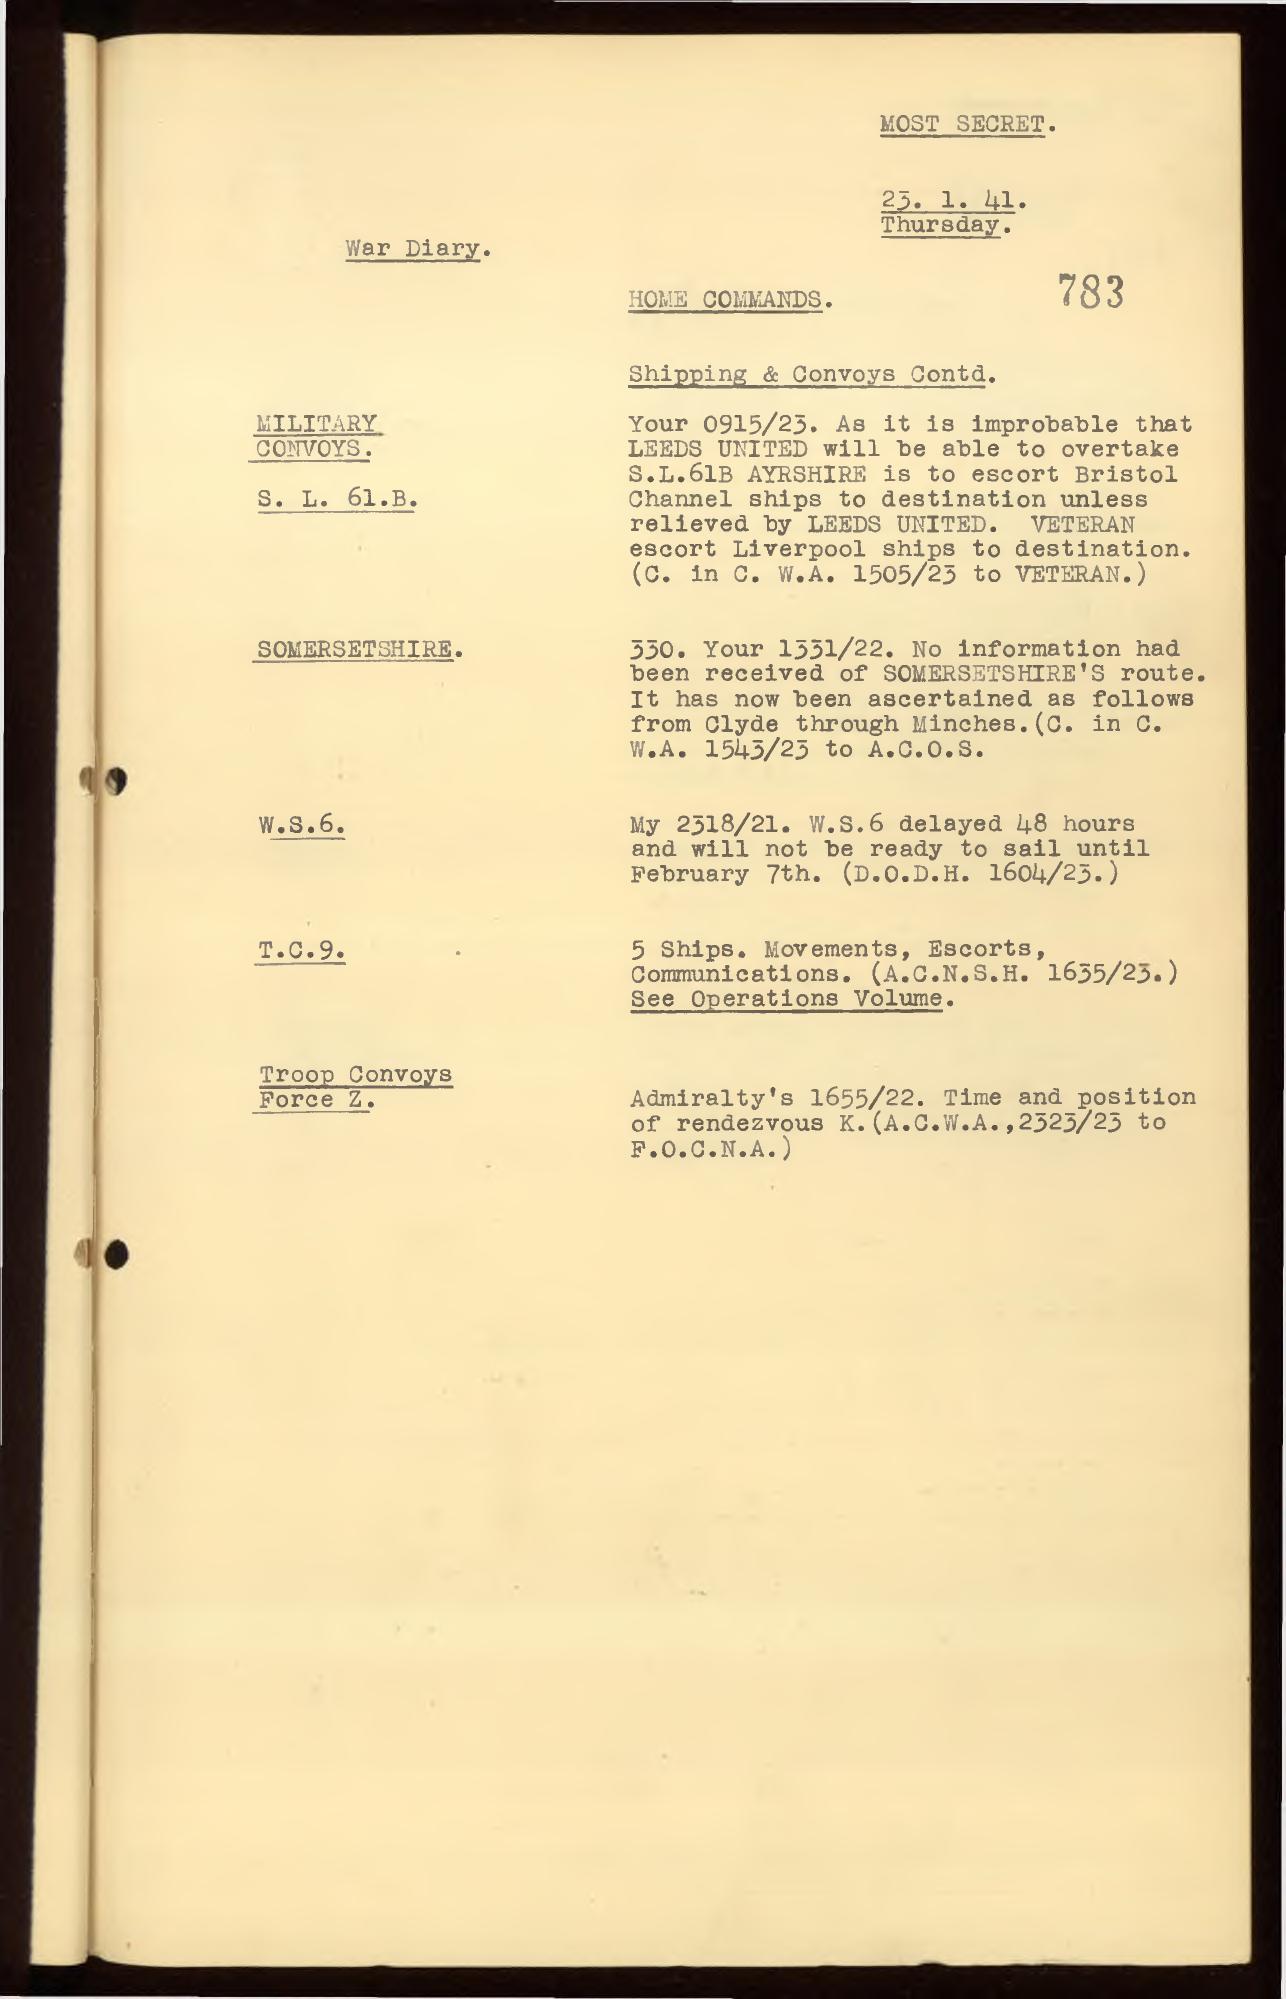 MOST SECRET.
23. 1. 41.
Thursday.
War Diary.
HOME COMMANDS.
783
Shipping & Convoys Contd.
MILITARY
CONVOYS.
S. L. 61.B.
Your 0915/23. As it is improbable that
LEEDS UNITED will be able to overtake
S.L.61B AYRSHIRE is to escort Bristol
Channel ships to destination unless
relieved by LEEDS UNITED. VETERAN
escort Liverpool ships to destination.
(C. in C. W.A. 1505/23 to VETERAN.)
SOMERSETSHIRE.
330. Your 1331/22. No information had
been received of SOMERSETSHIRE'S route.
It has now been ascertained as follows
from Clyde through Minches.(C. in C.
W.A. 1543/23 to A.C.O.S.
W.S.6.
My 2318/21. W.S.6 delayed 48 hours
and will not be ready to sail until
February 7th. (D.O.D.H. 1604/23.)
T.C.9.
5 Ships. Movements, Escorts,
Communications. (A.C.N.S.H. 1635/23.)
See Operations Volume.
Troop Convoys
Force Z.
Admiralty's 1655/22. Time and position
of rendezvous K.(A.C.W.A.,2323/23 to
F.O.C.N.A.)